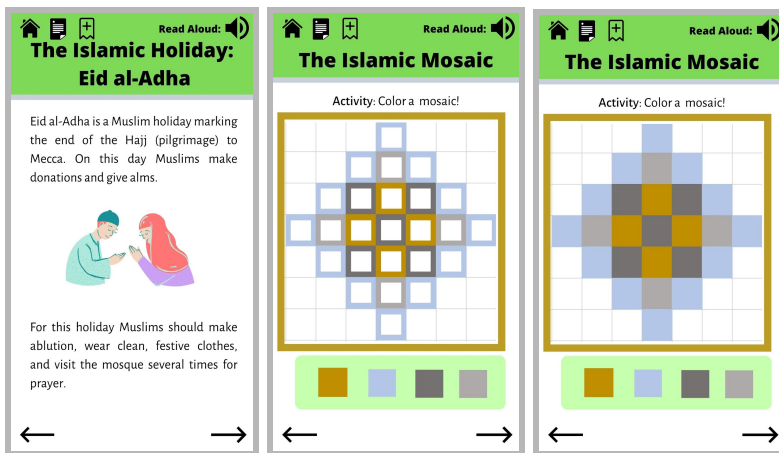 Read Aloud:
The Islamic Holiday:
Eid al-Adha
Eid al-Adha is a Muslim holiday marking
the end of the Hajj (pilgrimage) to
Mecca. On this day Muslims make
donations and give alms.
For this holiday Muslims should make
ablution, wear clean, festive clothes,
and visit the mosque several times for
prayer.
Read Aloud:
The Islamic Mosaic
Activity: Color a mosaic!
Read Aloud:
The Islamic Mosaic
Activity: Color a mosaic!